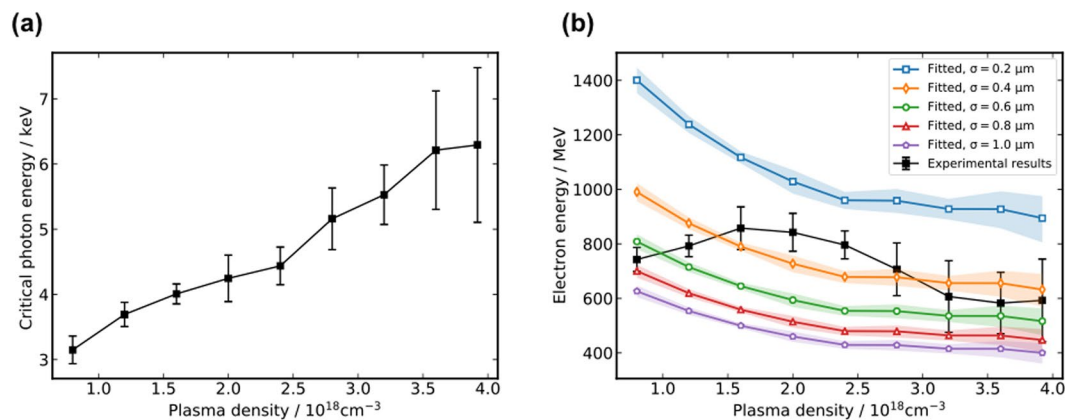 (a)
Critical photon energy / keV
7
6
5
4
3
1.0 1.5 2.0 2.5 3.0 3.5 4.0
Plasma density / 10¹⁸cm⁻³
(b)
Electron energy / MeV
1400
1200
1000
800
600
400
1.0 1.5 2.0 2.5 3.0 3.5 4.0
Plasma density / 10¹⁸cm⁻³
Fitted, σ = 0.2 μm
Fitted, σ = 0.4 μm
Fitted, σ = 0.6 μm
Fitted, σ = 0.8 μm
Fitted, σ = 1.0 μm
Experimental results